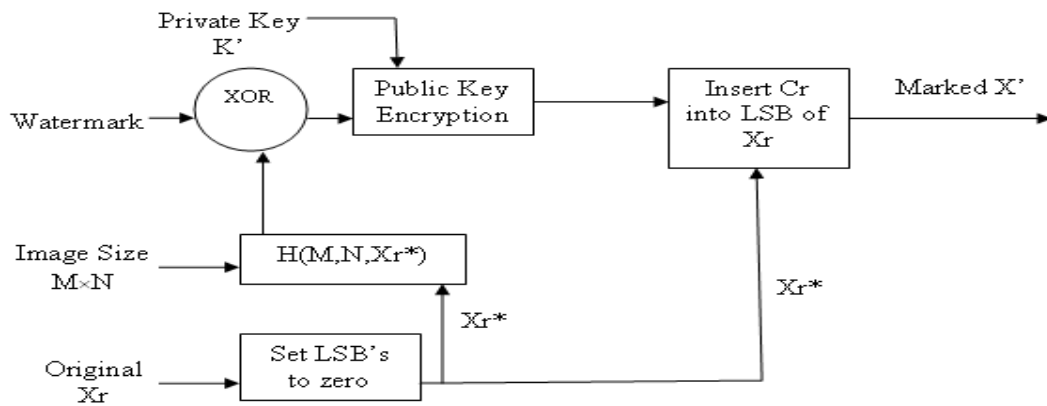 Private Key
K'
XOR
Public Key
Encryption
Insert Cr
into LSB of
Xr
Marked X'
Watermark
Image Size
M×N
H(M,N,Xr*)
Xr*
Xr*
Original
Xr
Set LSB's
to zero